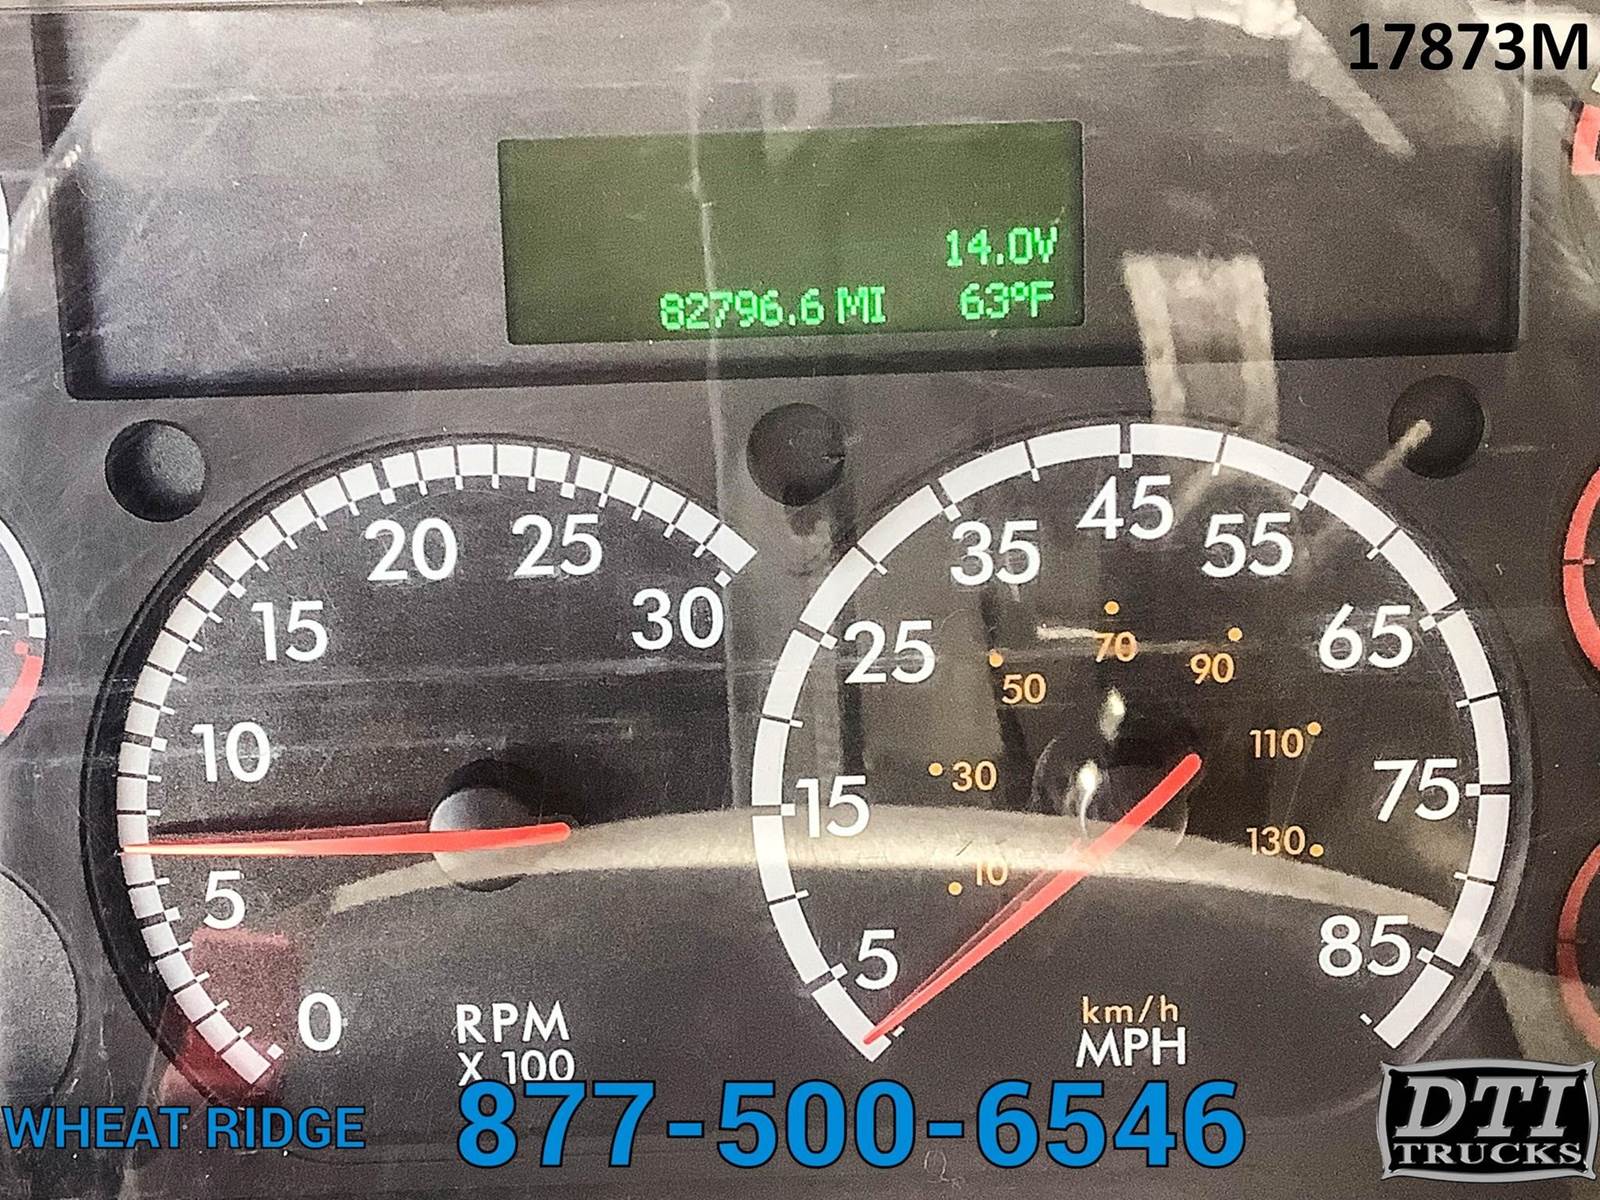 17873M
14.0V
82796.6 MI 63°F
0 5 10 15 20 25 30
RPM
X 100
5 15 25 35 45 55 65 75 85
10 30 50 70 90 110 130
km/h
MPH
WHEAT RIDGE
877-500-6546
DTI
TRUCKS